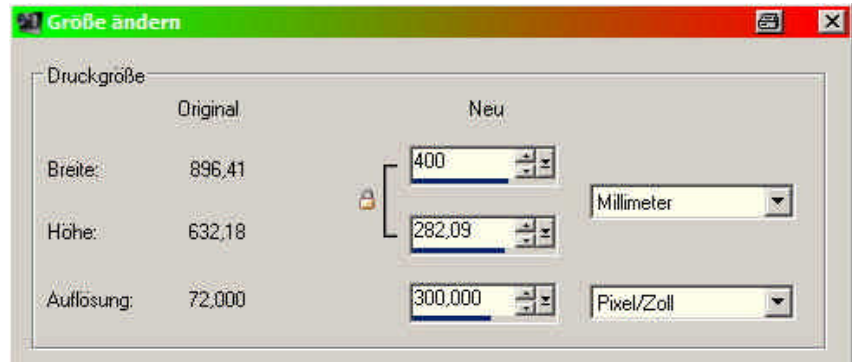 Größe ändern
Druckgröße
Original Neu
Breite: 896,41 400
Millimeter
Höhe: 632,18 282,09
Auflösung: 72,000 300,000 Pixel/Zoll